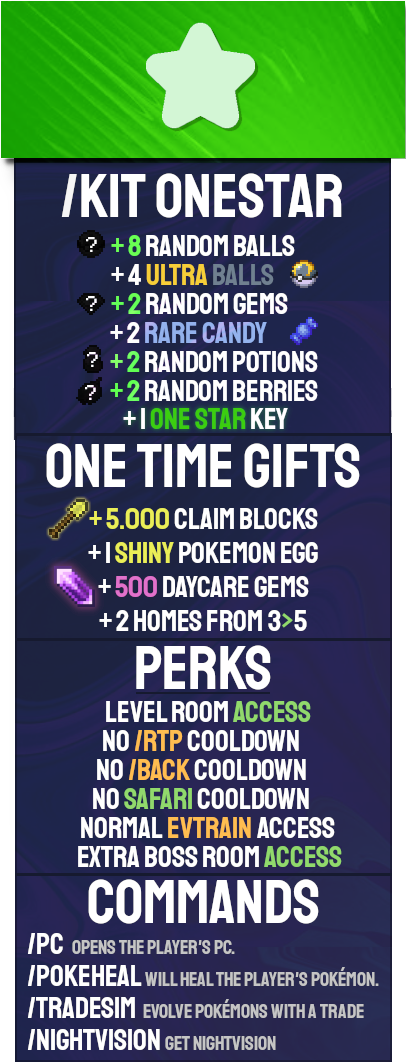 /KIT ONESTAR
? + 8 RANDOM BALLS
+ 4 ULTRA BALLS
? + 2 RANDOM GEMS
+ 2 RARE CANDY
? + 2 RANDOM POTIONS
? + 2 RANDOM BERRIES
+ 1 ONE STAR KEY
ONE TIME GIFTS
+ 5.000 CLAIM BLOCKS
+ 1 SHINY POKEMON EGG
+ 500 DAYCARE GEMS
+ 2 HOMES FROM 3>5
PERKS
LEVEL ROOM ACCESS
NO /RTP COOLDOWN
NO /BACK COOLDOWN
NO SAFARI COOLDOWN
NORMAL EVTRAIN ACCESS
EXTRA BOSS ROOM ACCESS
COMMANDS
/PC OPENS THE PLAYER'S PC.
/POKEHEAL WILL HEAL THE PLAYER'S POKÉMON.
/TRADESIM EVOLVE POKÉMONS WITH A TRADE
/NIGHTVISION GET NIGHTVISION